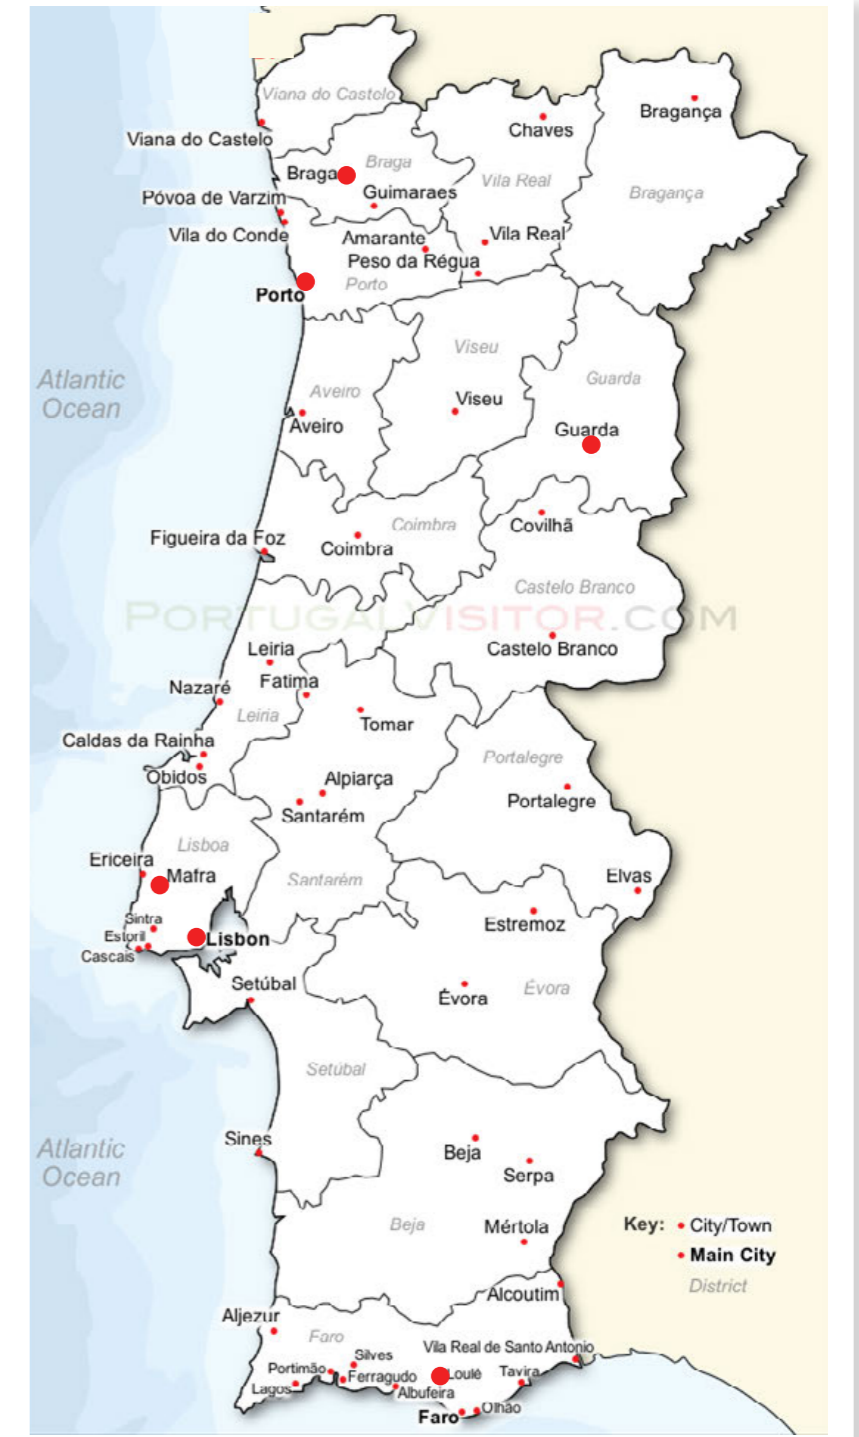 Viana do Castelo
Bragança
Chaves
Viana do Castelo
Braga
Braga
Vila Real
Bragança
Guimaraes
Póvoa de Varzim
Vila do Conde
Amarante
Vila Real
Peso da Régua
Porto
Porto
Viseu
Atlantic
Ocean
Aveiro
Guarda
Viseu
Aveiro
Guarda
Coimbra
Covilhã
Figueira da Foz
Coimbra
Castelo Branco
PORTUGALVISITOR.COM
Leiria
Castelo Branco
Fatima
Nazaré
Leiria
Tomar
Caldas da Rainha
Portalegre
Obidos
Alpiarça
Portalegre
Santarém
Lisboa
Ericeira
Mafra
Santarém
Elvas
Sintra
Estoril
Lisbon
Cascais
Estremoz
Setúbal
Évora
Évora
Setúbal
Sines
Atlantic
Ocean
Beja
Serpa
Beja
Mértola
Key:
City/Town
Main City
District
Alcoutim
Aljezur
Faro
Vila Real de Santo Antonio
Silves
Portimão
Ferragudo
Loulé
Tavira
Lagos
Albufeira
Olhão
Faro